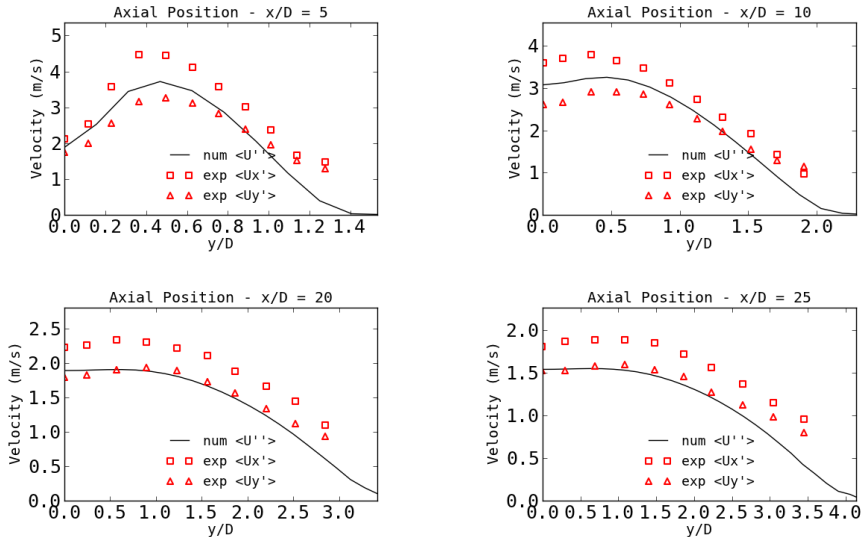 Axial Position - x/D = 5
5
4
3
2
1
0
Velocity (m/s)
num <U''>
exp <Ux'>
exp <Uy'>
0.0 0.2 0.4 0.6 0.8 1.0 1.2 1.4
y/D
Axial Position - x/D = 10
4
3
2
1
0
Velocity (m/s)
num <U''>
exp <Ux'>
exp <Uy'>
0.0 0.5 1.0 1.5 2.0
y/D
Axial Position - x/D = 20
2.5
2.0
1.5
1.0
0.5
0.0
Velocity (m/s)
num <U''>
exp <Ux'>
exp <Uy'>
0.0 0.5 1.0 1.5 2.0 2.5 3.0
y/D
Axial Position - x/D = 25
2.0
1.5
1.0
0.5
0.0
Velocity (m/s)
num <U''>
exp <Ux'>
exp <Uy'>
0.0 0.5 1.0 1.5 2.0 2.5 3.0 3.5 4.0
y/D